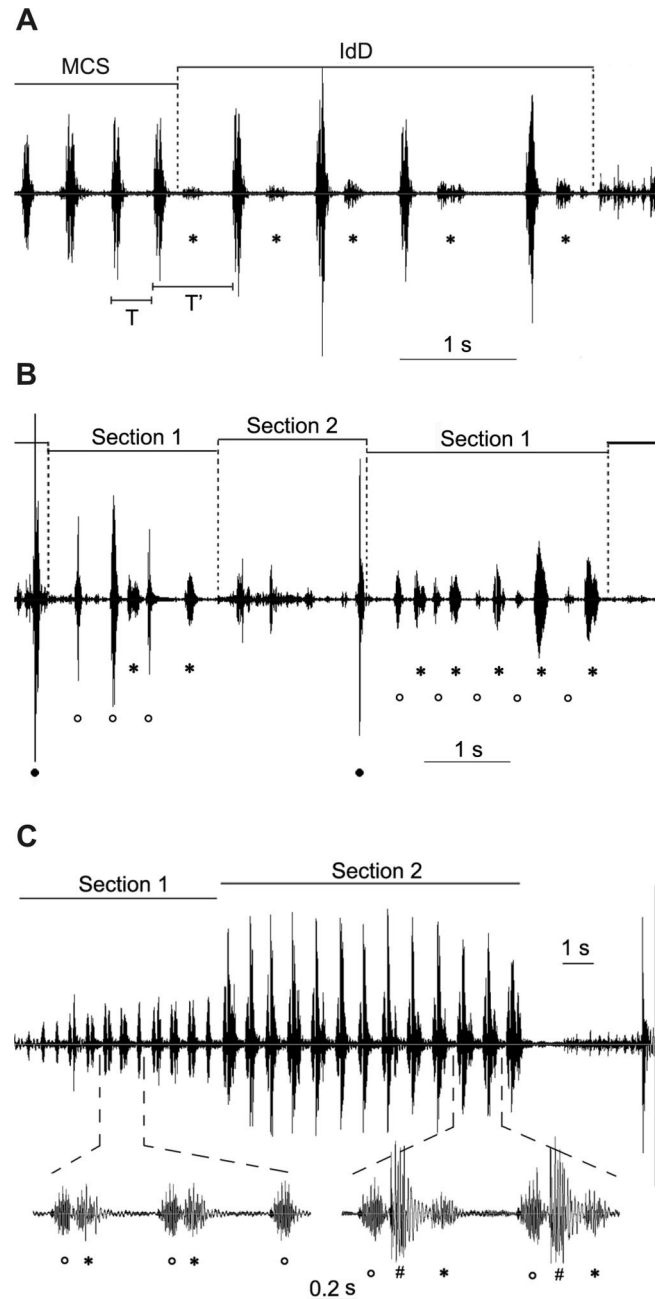 A
MCS IdD
* * * * *
T T'
1 s
B
Section 1 Section 2 Section 1
* * * * * * *
1 s
C
Section 1 Section 2
1 s
* * # * # *
0.2 s